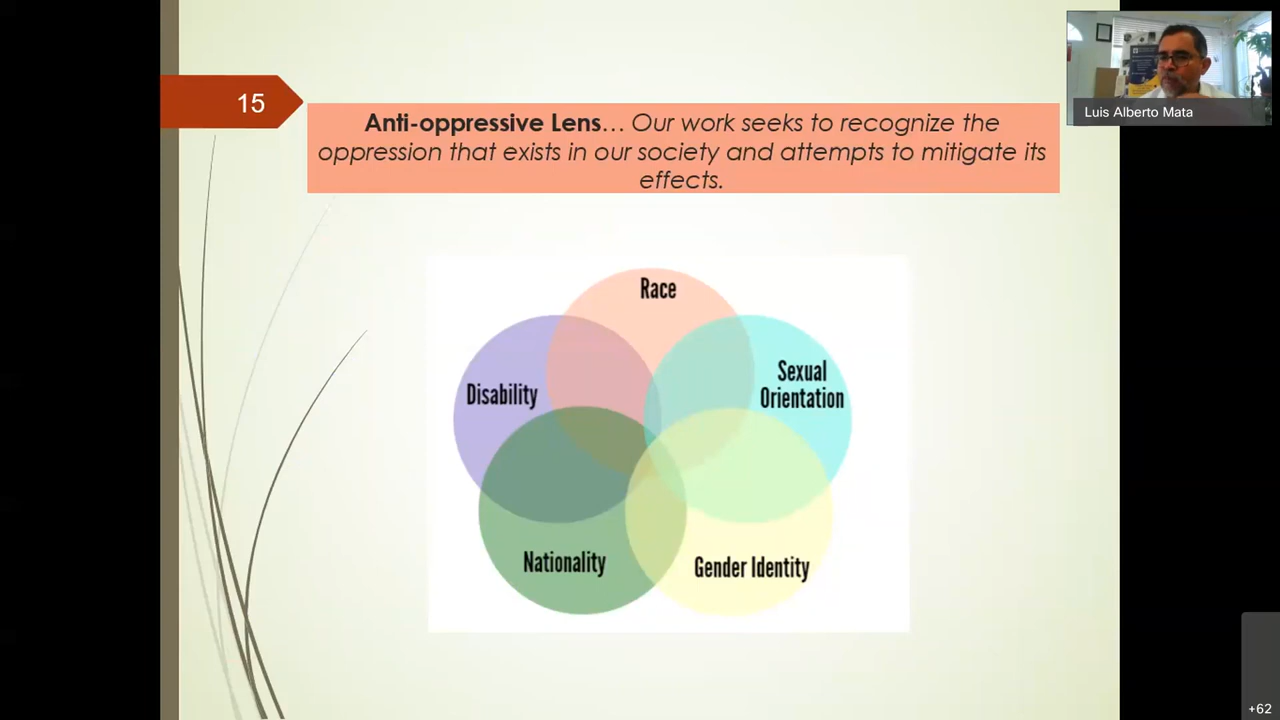 15
Anti-oppressive Lens… Our work seeks to recognize the
oppression that exists in our society and attempts to mitigate its
effects.
Race
Disability
Sexual
Orientation
Nationality
Gender Identity
Luis Alberto Mata
+62